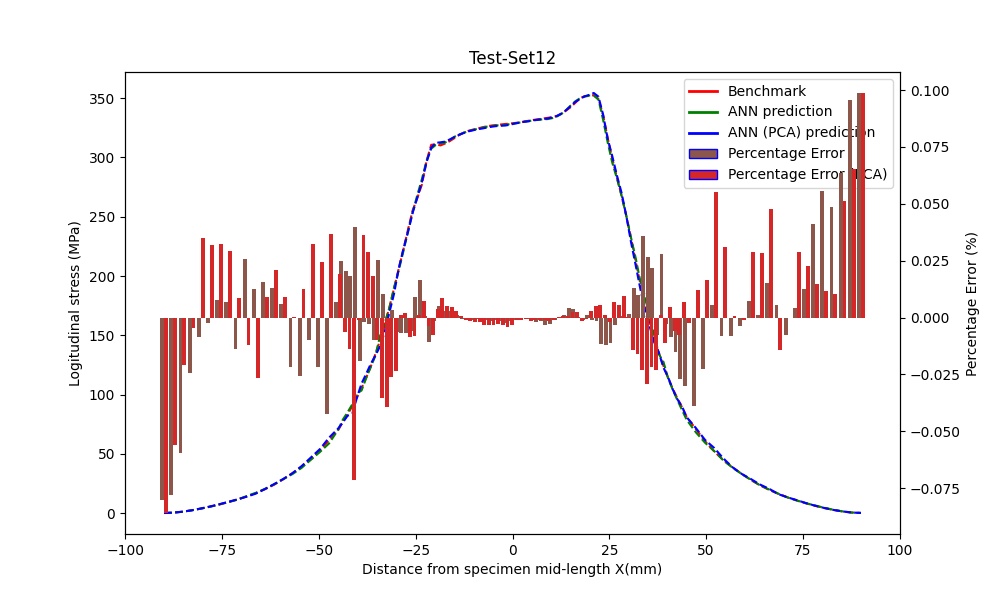 Test-Set12
Benchmark
ANN prediction
ANN (PCA) prediction
Percentage Error
Percentage Error (PCA)
350
300
250
200
150
100
50
0
Logitudinal stress (MPa)
0.100
0.075
0.050
0.025
0.000
−0.025
−0.050
−0.075
Percentage Error (%)
−100
−75
−50
−25
0
25
50
75
100
Distance from specimen mid-length X(mm)